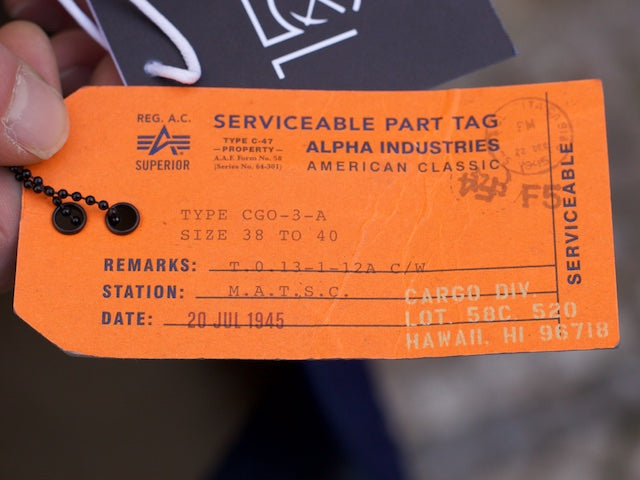 REG. A.C.
SUPERIOR
SERVICEABLE PART TAG
TYPE C-47
—PROPERTY—
A.A.F. Form No. 58
(Series No. 64-301)
ALPHA INDUSTRIES
AMERICAN CLASSIC
F5
SERVICEABLE
TYPE CGO-3-A
SIZE 38 TO 40
REMARKS: T.O.13-1-12A C/W
STATION: M.A.T.S.C.
DATE: 20 JUL 1945
CARGO DIV.
LOT. 58C. 520
HAWAII. HI 96718